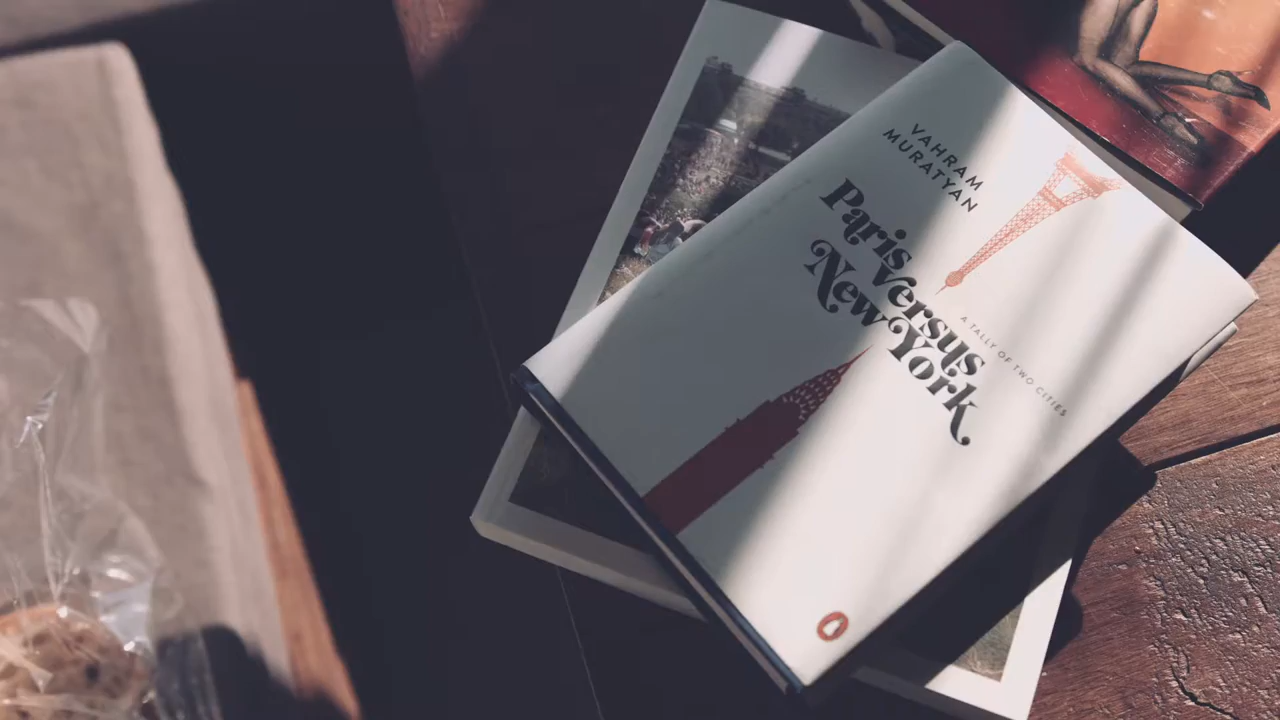 VAHRAM
MURATYAN
Paris
versus
New York
A TALLY OF TWO CITIES